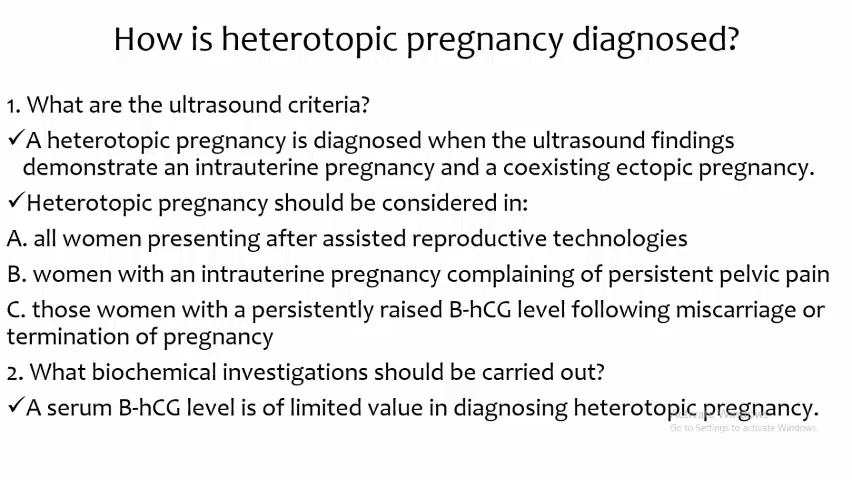 How is heterotopic pregnancy diagnosed?
1. What are the ultrasound criteria?
✓A heterotopic pregnancy is diagnosed when the ultrasound findings
demonstrate an intrauterine pregnancy and a coexisting ectopic pregnancy.
✓Heterotopic pregnancy should be considered in:
A. all women presenting after assisted reproductive technologies
B. women with an intrauterine pregnancy complaining of persistent pelvic pain
C. those women with a persistently raised B-hCG level following miscarriage or
termination of pregnancy
2. What biochemical investigations should be carried out?
✓A serum B-hCG level is of limited value in diagnosing heterotopic pregnancy.
Activate Windows
Go to Settings to activate Windows.